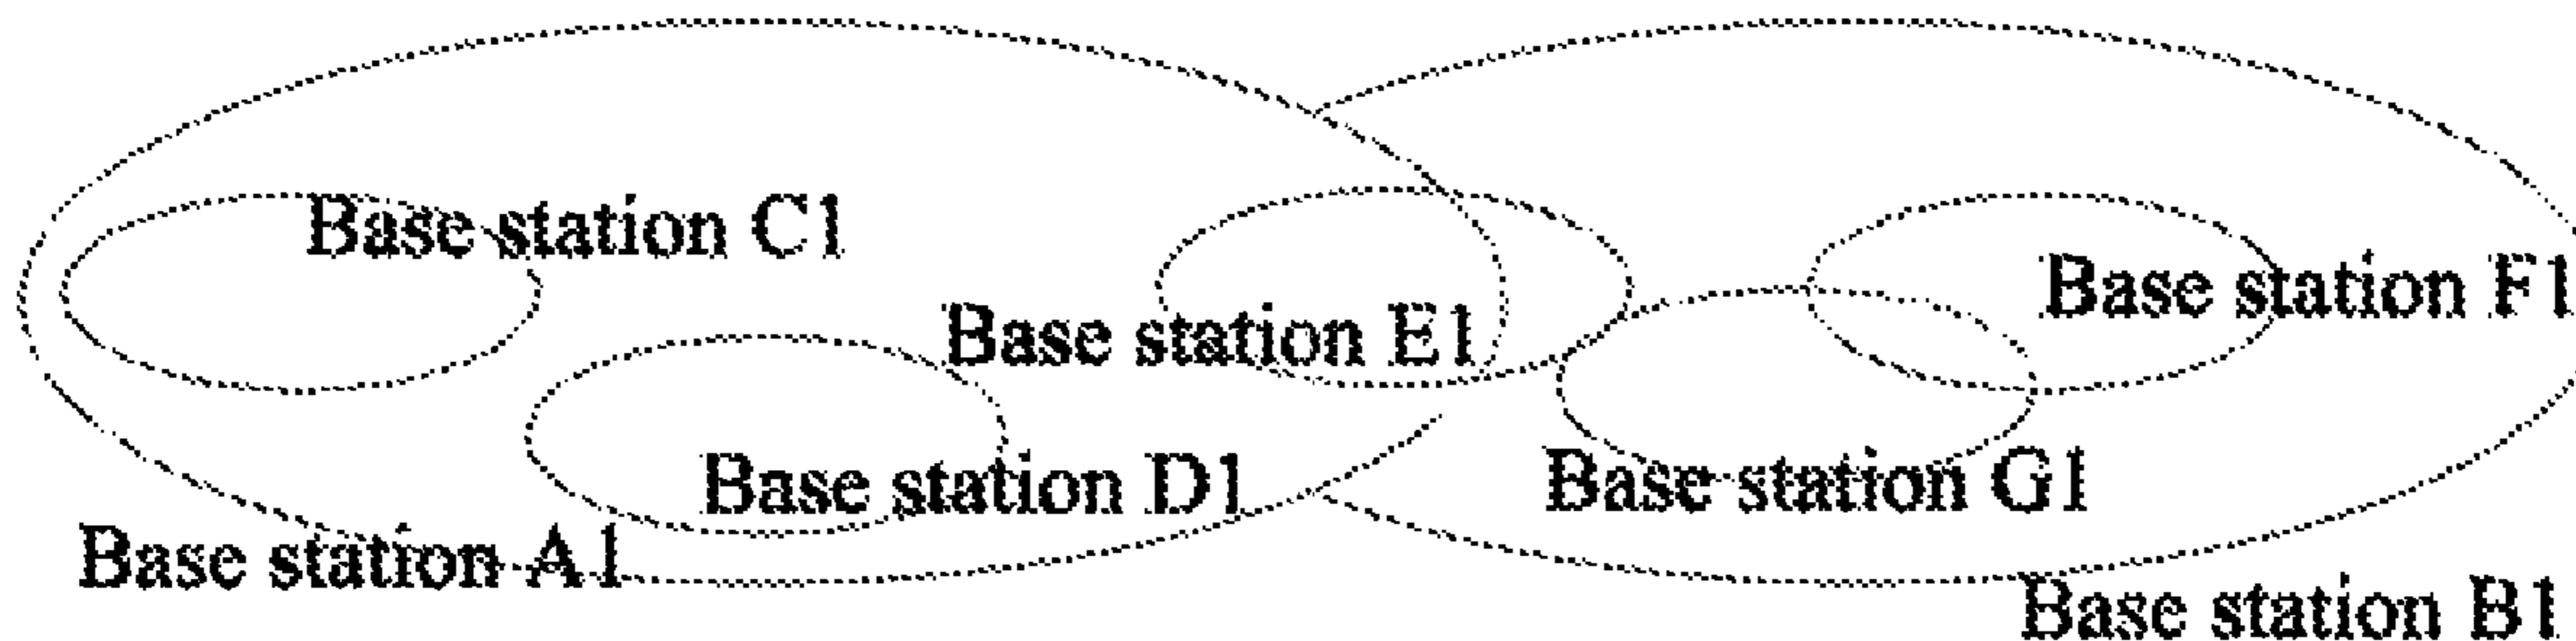 Base station C1
Base station F1
Base station E1
Base station D1
Base station G1
Base station A1
Base station B1